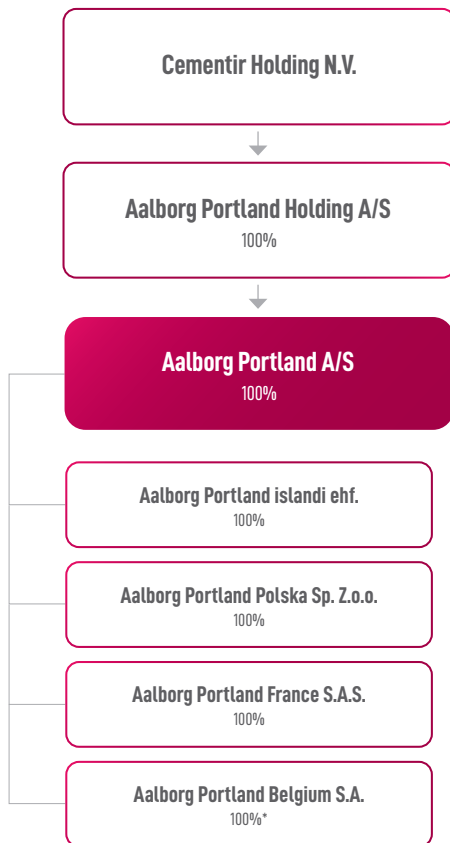 Cementir Holding N.V.
Aalborg Portland Holding A/S
100%
Aalborg Portland A/S
100%
Aalborg Portland islandi ehf.
100%
Aalborg Portland Polska Sp. Z.o.o.
100%
Aalborg Portland France S.A.S.
100%
Aalborg Portland Belgium S.A.
100%*